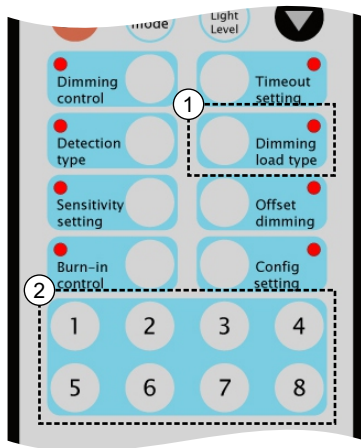 mode
Light
Level
Dimming
control
Timeout
setting
1
Detection
type
Dimming
load type
Sensitivity
setting
Offset
dimming
Burn-in
control
Config
setting
2
1 2 3 4
5 6 7 8